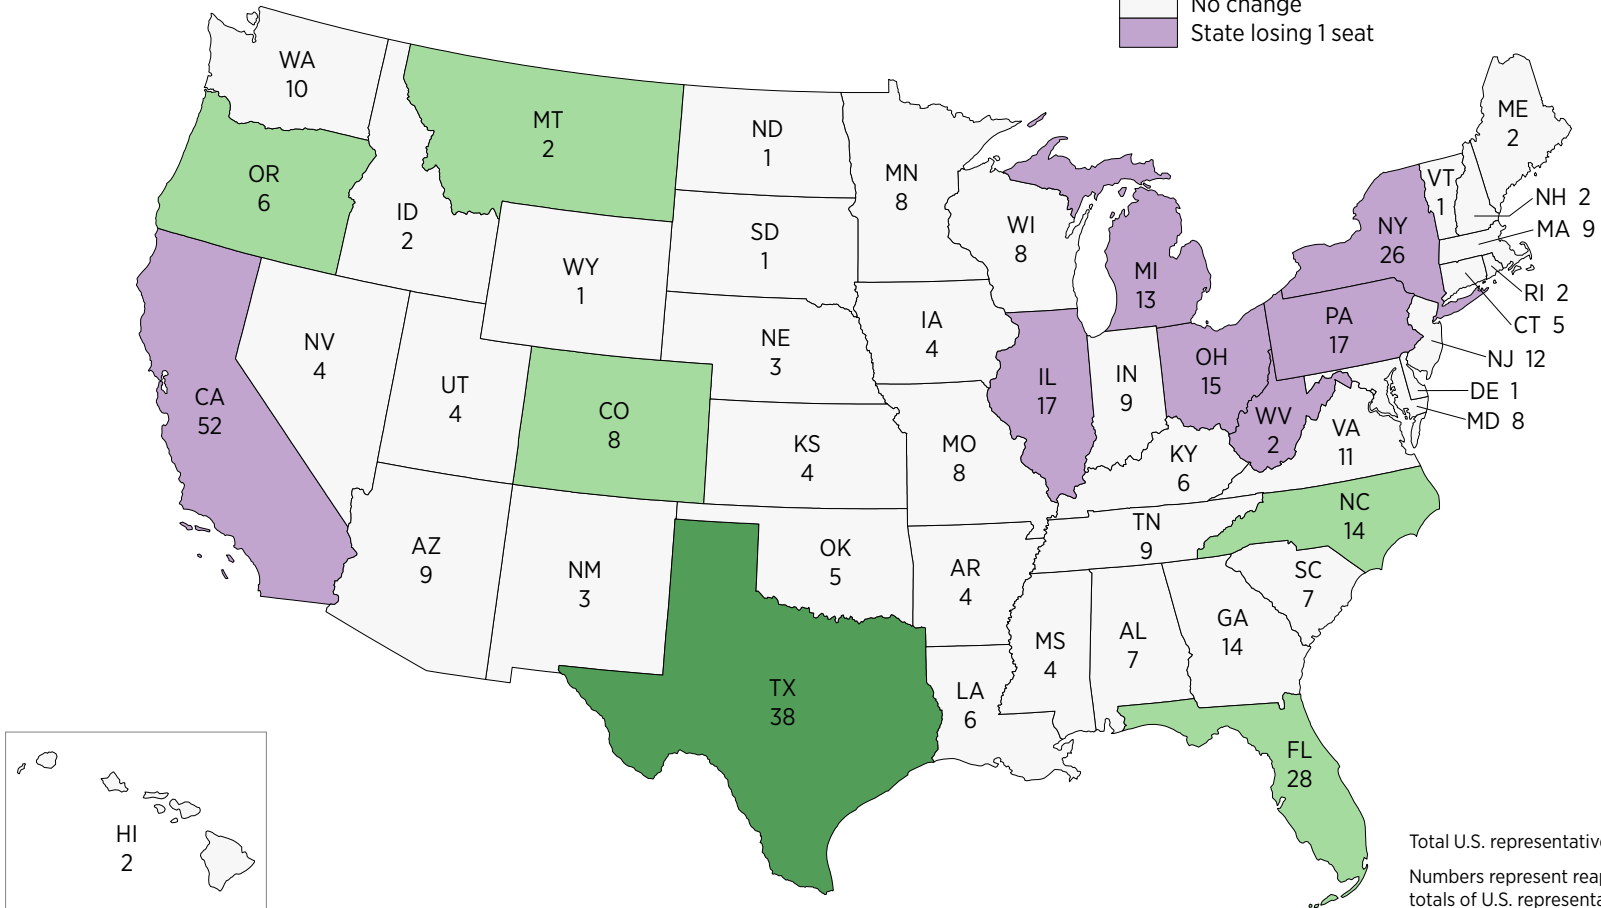 No change
State losing 1 seat
WA
10
MT
2
ND
1
MN
8
ME
2
OR
6
ID
2
SD
1
WI
8
VT
1
NH 2
NY
26
MA 9
WY
1
MI
13
RI 2
IA
4
PA
17
CT 5
NV
4
NE
3
OH
15
NJ 12
UT
4
IL
17
IN
9
DE 1
CA
52
CO
8
WV
2
MD 8
KS
4
MO
8
KY
6
VA
11
NC
14
TN
9
AZ
9
NM
3
OK
5
AR
4
SC
7
MS
4
AL
7
GA
14
TX
38
LA
6
FL
28
HI
2
Total U.S.
Numbers represent
totals of U.S.